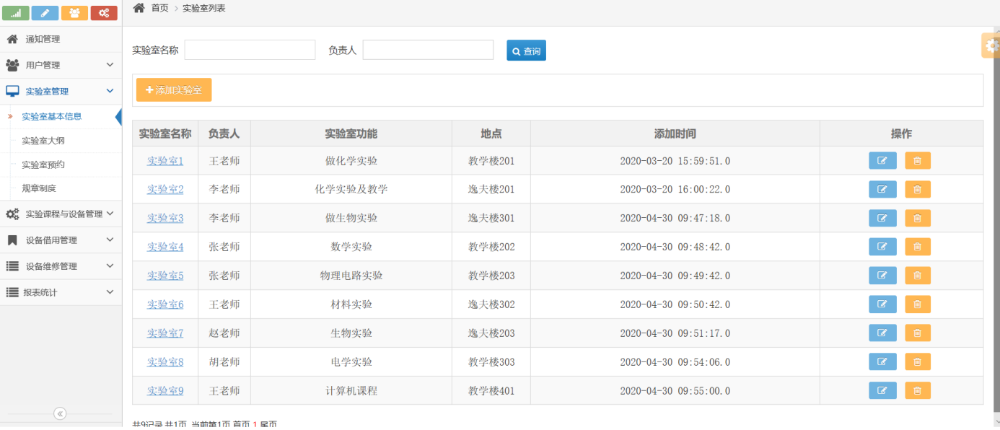 首页 > 实验室列表
通知管理
用户管理
实验室管理
» 实验室基本信息
实验室大纲
实验室预约
规章制度
实验课程与设备管理
设备借用管理
设备维修管理
报表统计
实验室名称 负责人 查询
添加实验室
实验室名称 负责人 实验室功能 地点 添加时间 操作
实验室1 王老师 做化学实验 教学楼201 2020-03-20 15:59:51.0
实验室2 李老师 化学实验及教学 逸夫楼201 2020-03-20 16:00:22.0
实验室3 李老师 做生物实验 逸夫楼301 2020-04-30 09:47:18.0
实验室4 张老师 数学实验 教学楼202 2020-04-30 09:48:42.0
实验室5 张老师 物理电路实验 教学楼203 2020-04-30 09:49:42.0
实验室6 王老师 材料实验 逸夫楼302 2020-04-30 09:50:42.0
实验室7 赵老师 生物实验 逸夫楼203 2020-04-30 09:51:17.0
实验室8 胡老师 电学实验 教学楼303 2020-04-30 09:54:06.0
实验室9 王老师 计算机课程 教学楼401 2020-04-30 09:55:00.0
共9记录 共1页 当前第1页 首页 1 尾页